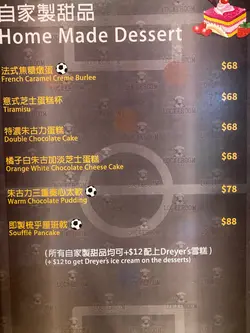 自家製甜品
Home Made Dessert
法式焦糖燉蛋 $68
French Caramel Creme Burlee
意式芝士蛋糕杯 $68
Tiramisu
特濃朱古力蛋糕 $68
Double Chocolate Cake
橘子白朱古加淡芝士蛋糕 $68
Orange White Chocolate Cheese Cake
朱古力三重奏心太軟 $78
Warm Chocolate Pudding
即製梳乎厘班戟 $88
Soufflé Pancake
(所有自家製甜品均可+$12配上Dreyer's雪糕)
(+ $12 to get Dreyer's ice cream on the desserts)